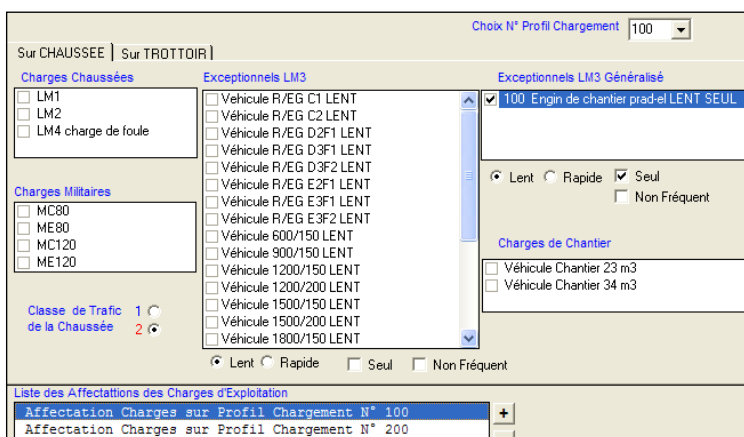 Choix N° Profil Chargement 100
Sur CHAUSSEE Sur TROTTOIR
Charges Chaussées
LM1
LM2
LM4 charge de foule
Charges Militaires
MC80
ME80
MC120
ME120
Classe de Trafic 1
de la Chaussée 2
Exceptionnels LM3
Vehicule R/EG C1 LENT
Véhicule R/EG C2 LENT
Véhicule R/EG D2F1 LENT
Véhicule R/EG D3F1 LENT
Véhicule R/EG D3F2 LENT
Véhicule R/EG E2F1 LENT
Véhicule R/EG E3F1 LENT
Véhicule R/EG E3F2 LENT
Véhicule 600/150 LENT
Véhicule 900/150 LENT
Véhicule 1200/150 LENT
Véhicule 1200/200 LENT
Véhicule 1500/150 LENT
Véhicule 1500/200 LENT
Véhicule 1800/150 LENT
Lent Rapide Seul Non Fréquent
Exceptionnels LM3 Généralisé
100 Engin de chantier prad-el LENT SEUL
Lent Rapide Seul
Non Fréquent
Charges de Chantier
Véhicule Chantier 23 m3
Véhicule Chantier 34 m3
Liste des Affectattions des Charges d'Exploitation
Affectation Charges sur Profil Chargement N° 100
Affectation Charges sur Profil Chargement N° 200
+